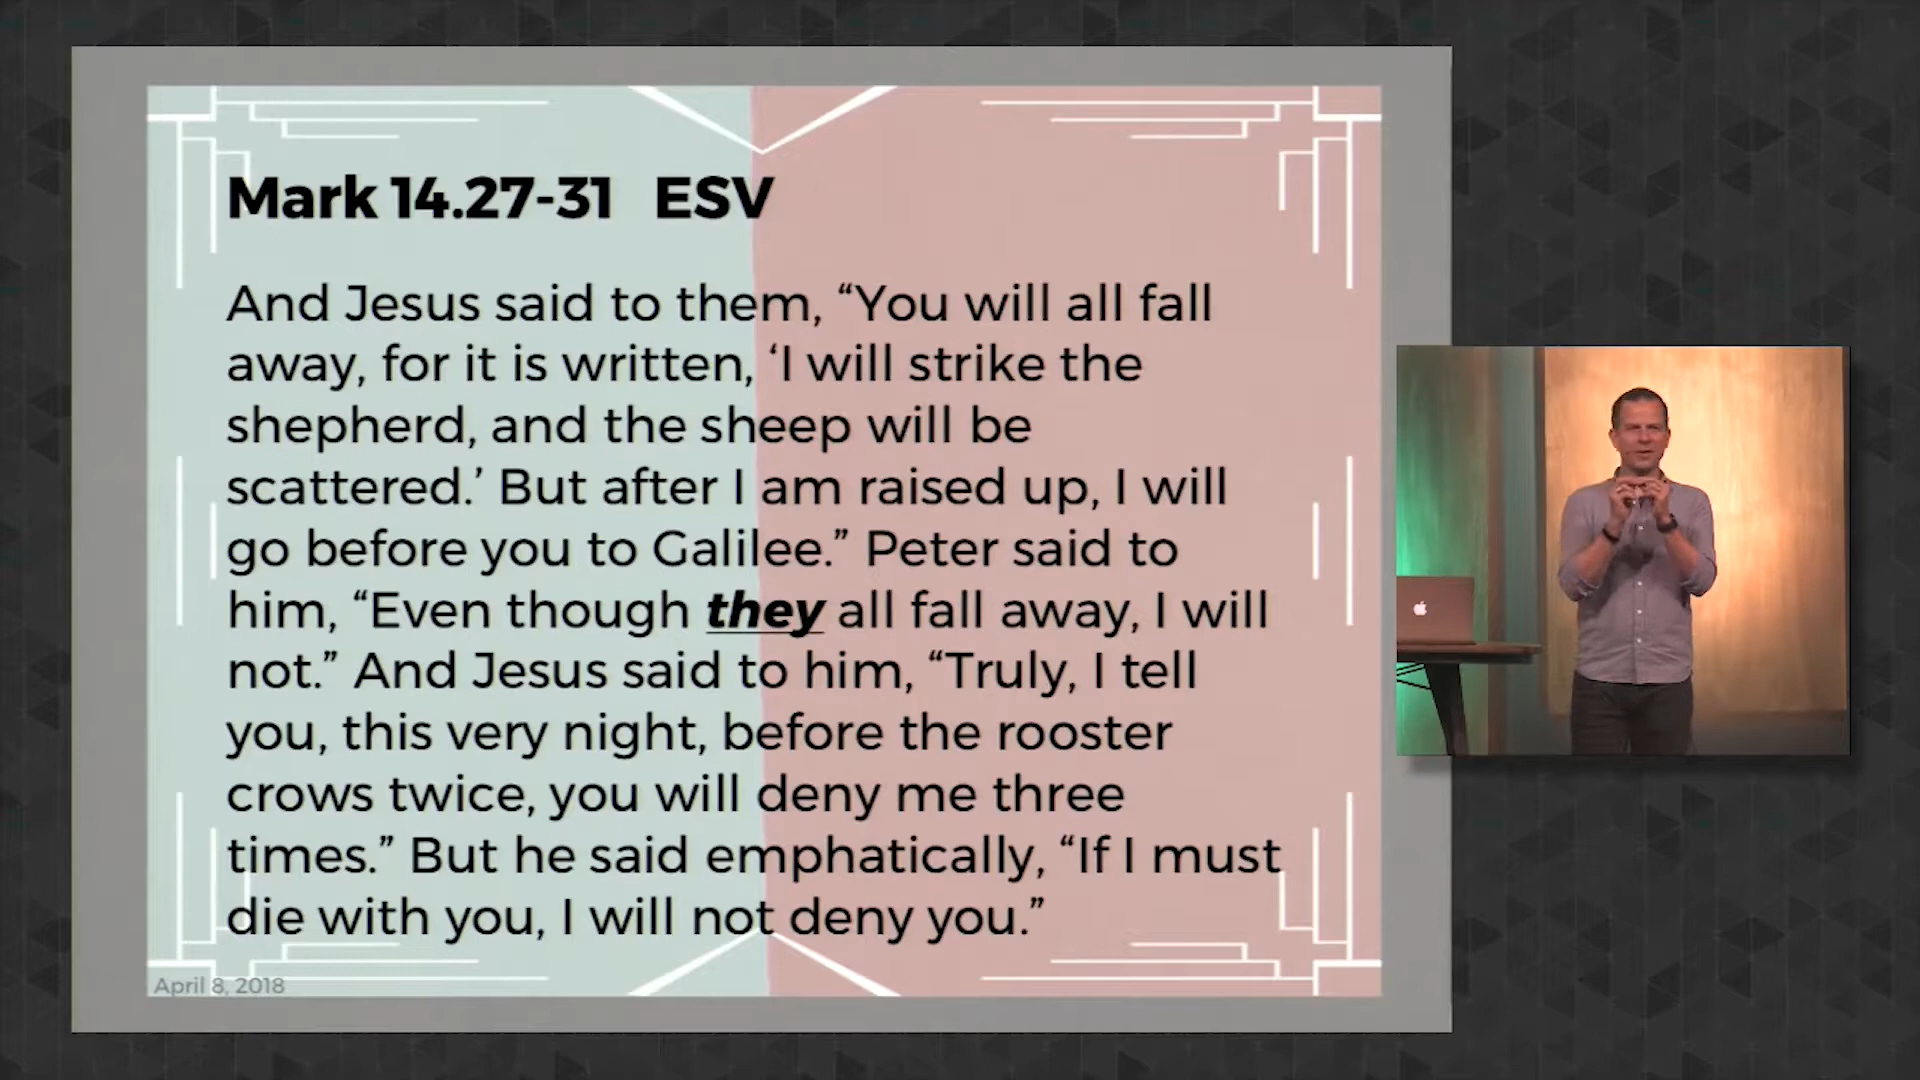 Mark 14.27-31 ESV
And Jesus said to them, “You will all fall
away, for it is written, ‘I will strike the
shepherd, and the sheep will be
scattered.’ But after I am raised up, I will
go before you to Galilee.” Peter said to
him, “Even though they all fall away, I will
not.” And Jesus said to him, “Truly, I tell
you, this very night, before the rooster
crows twice, you will deny me three
times.” But he said emphatically, “If I must
die with you, I will not deny you.”
April 8, 2018